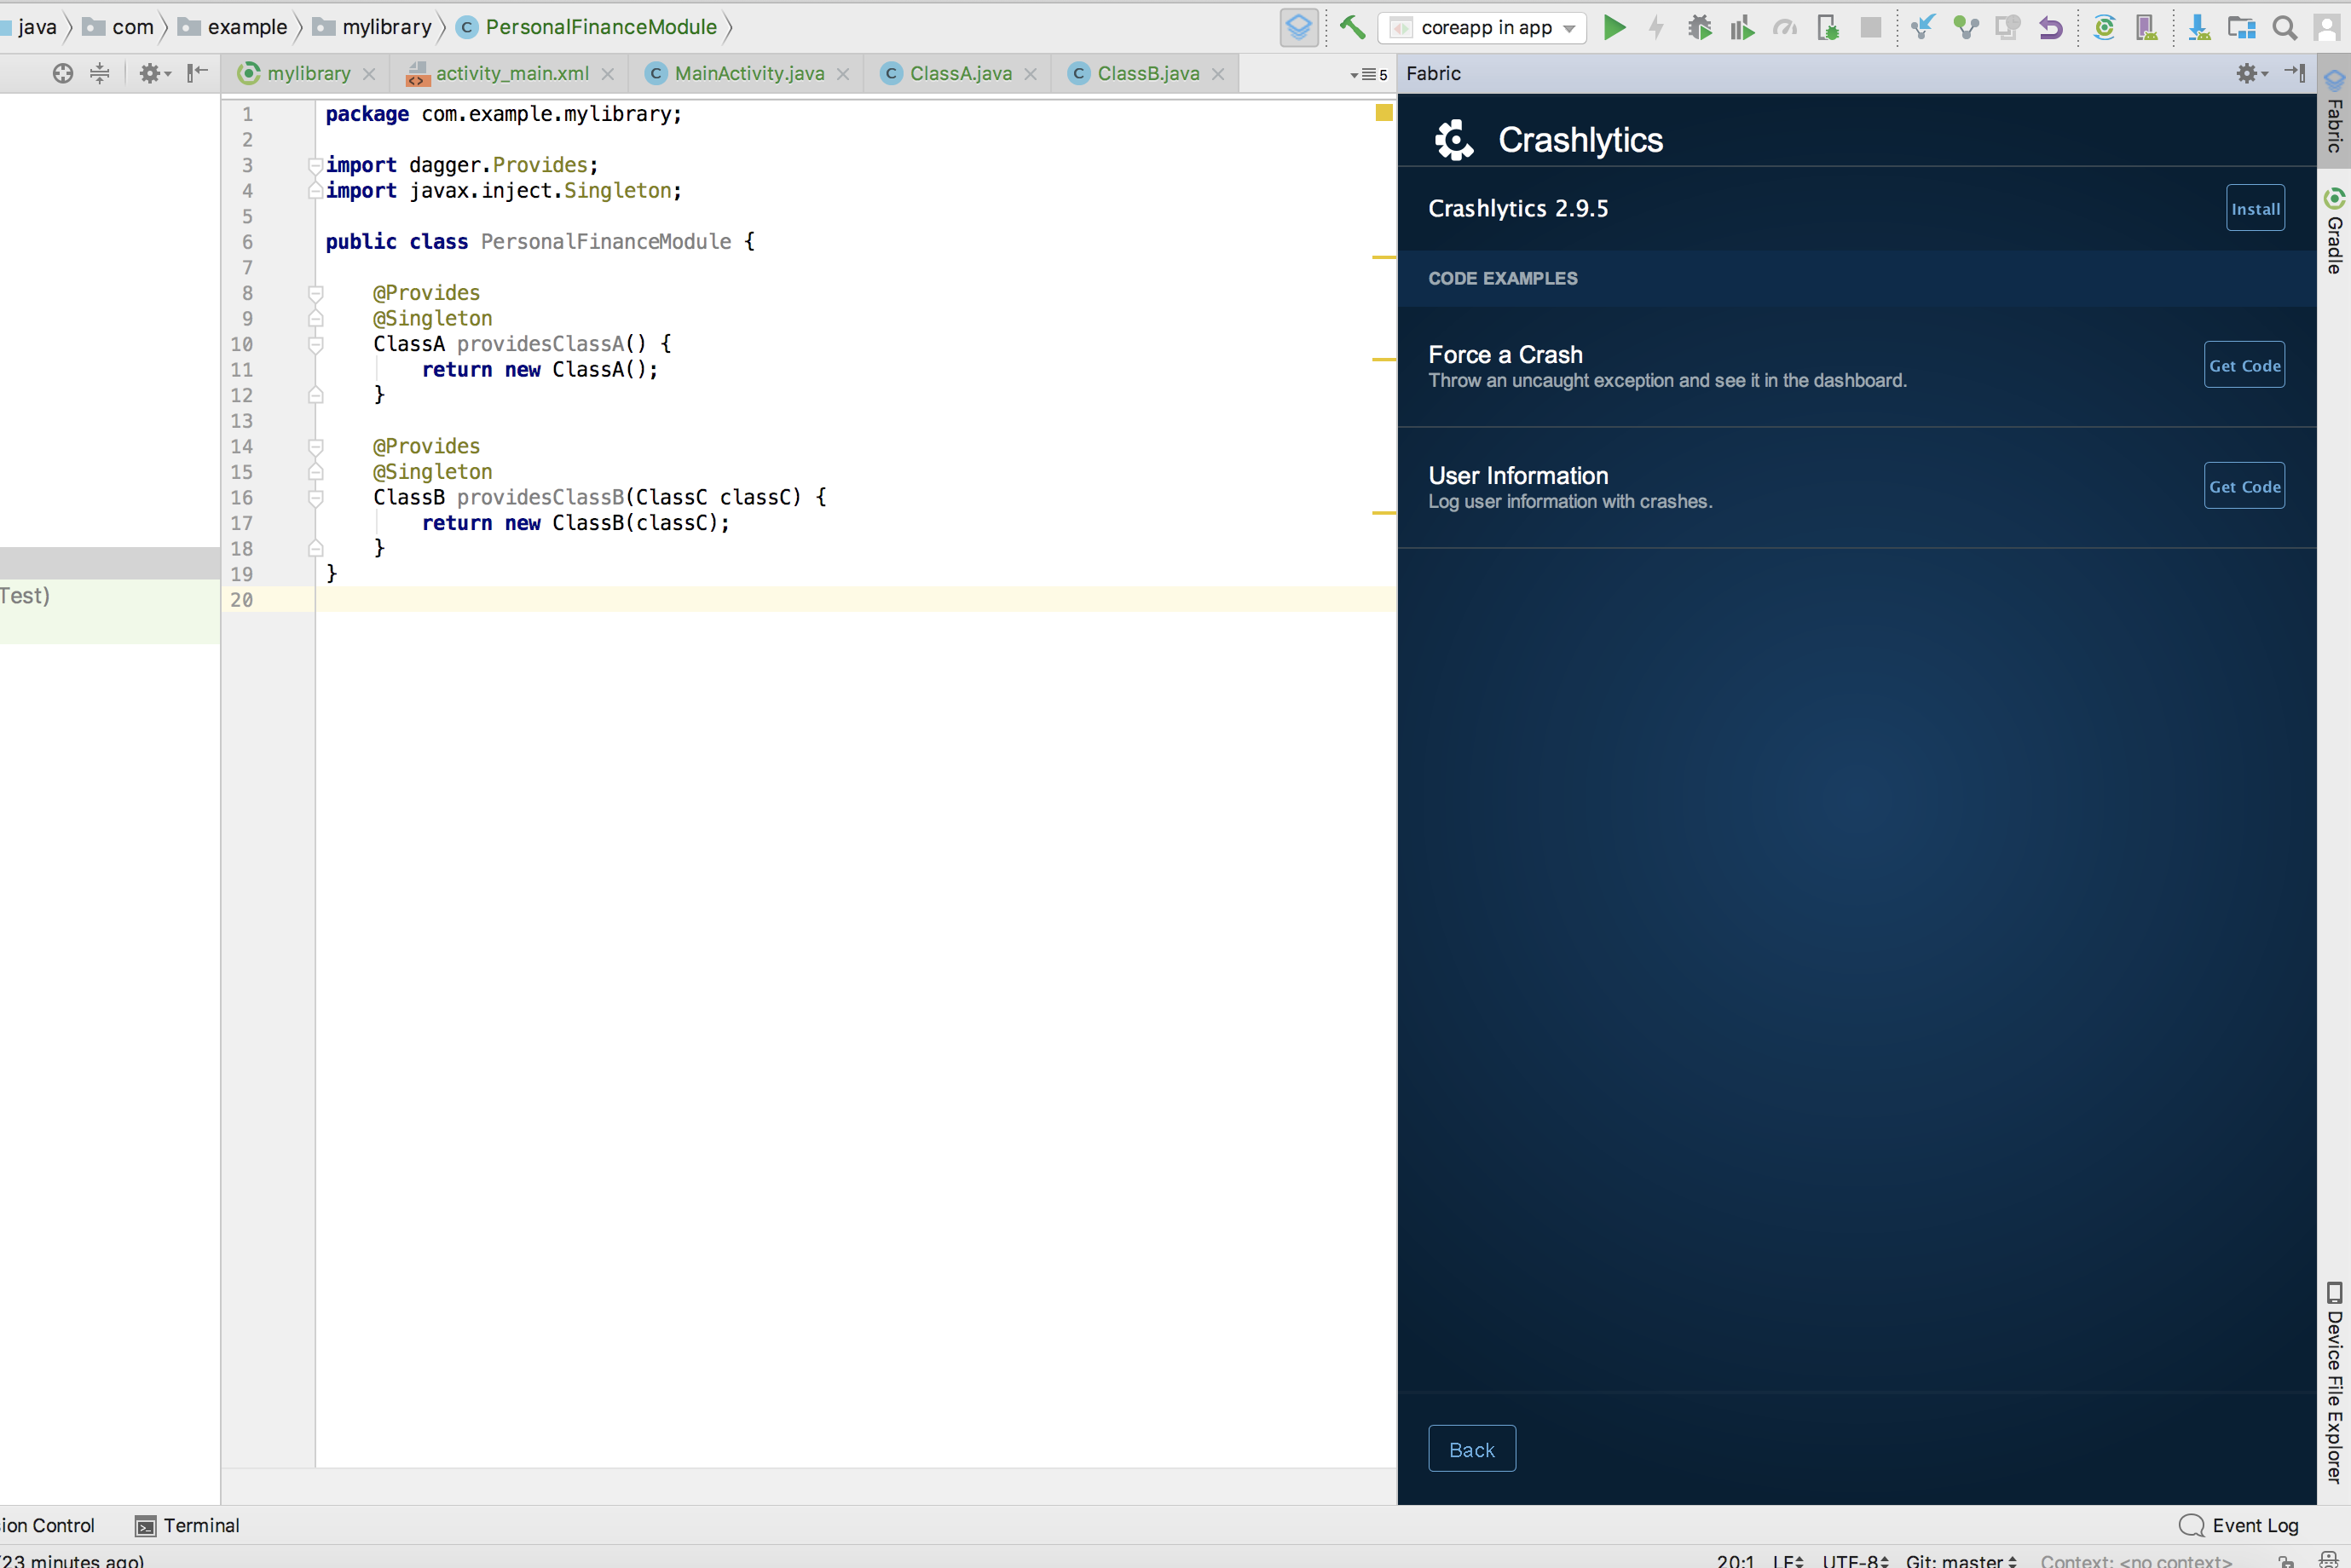 java com example mylibrary C PersonalFinanceModule coreapp in app
mylibrary activity_main.xml C MainActivity.java C ClassA.java C ClassB.java 5 Fabric
1 package com.example.mylibrary;
2
3 import dagger.Provides;
4 import javax.inject.Singleton;
5
6 public class PersonalFinanceModule {
7
8 @Provides
9 @Singleton
10 ClassA providesClassA() {
11 return new ClassA();
12 }
13
14 @Provides
15 @Singleton
16 ClassB providesClassB(ClassC classC) {
17 return new ClassB(classC);
18 }
19 }
20
Test)
Crashlytics
Crashlytics 2.9.5 Install
CODE EXAMPLES
Force a Crash
Throw an uncaught exception and see it in the dashboard.
Get Code
User Information
Log user information with crashes.
Get Code
Back
Fabric
Gradle
Device File Explorer
ion Control Terminal Event Log
23 minutes ago) 20:1 LF UTF-8 Git: master Context: <no context>